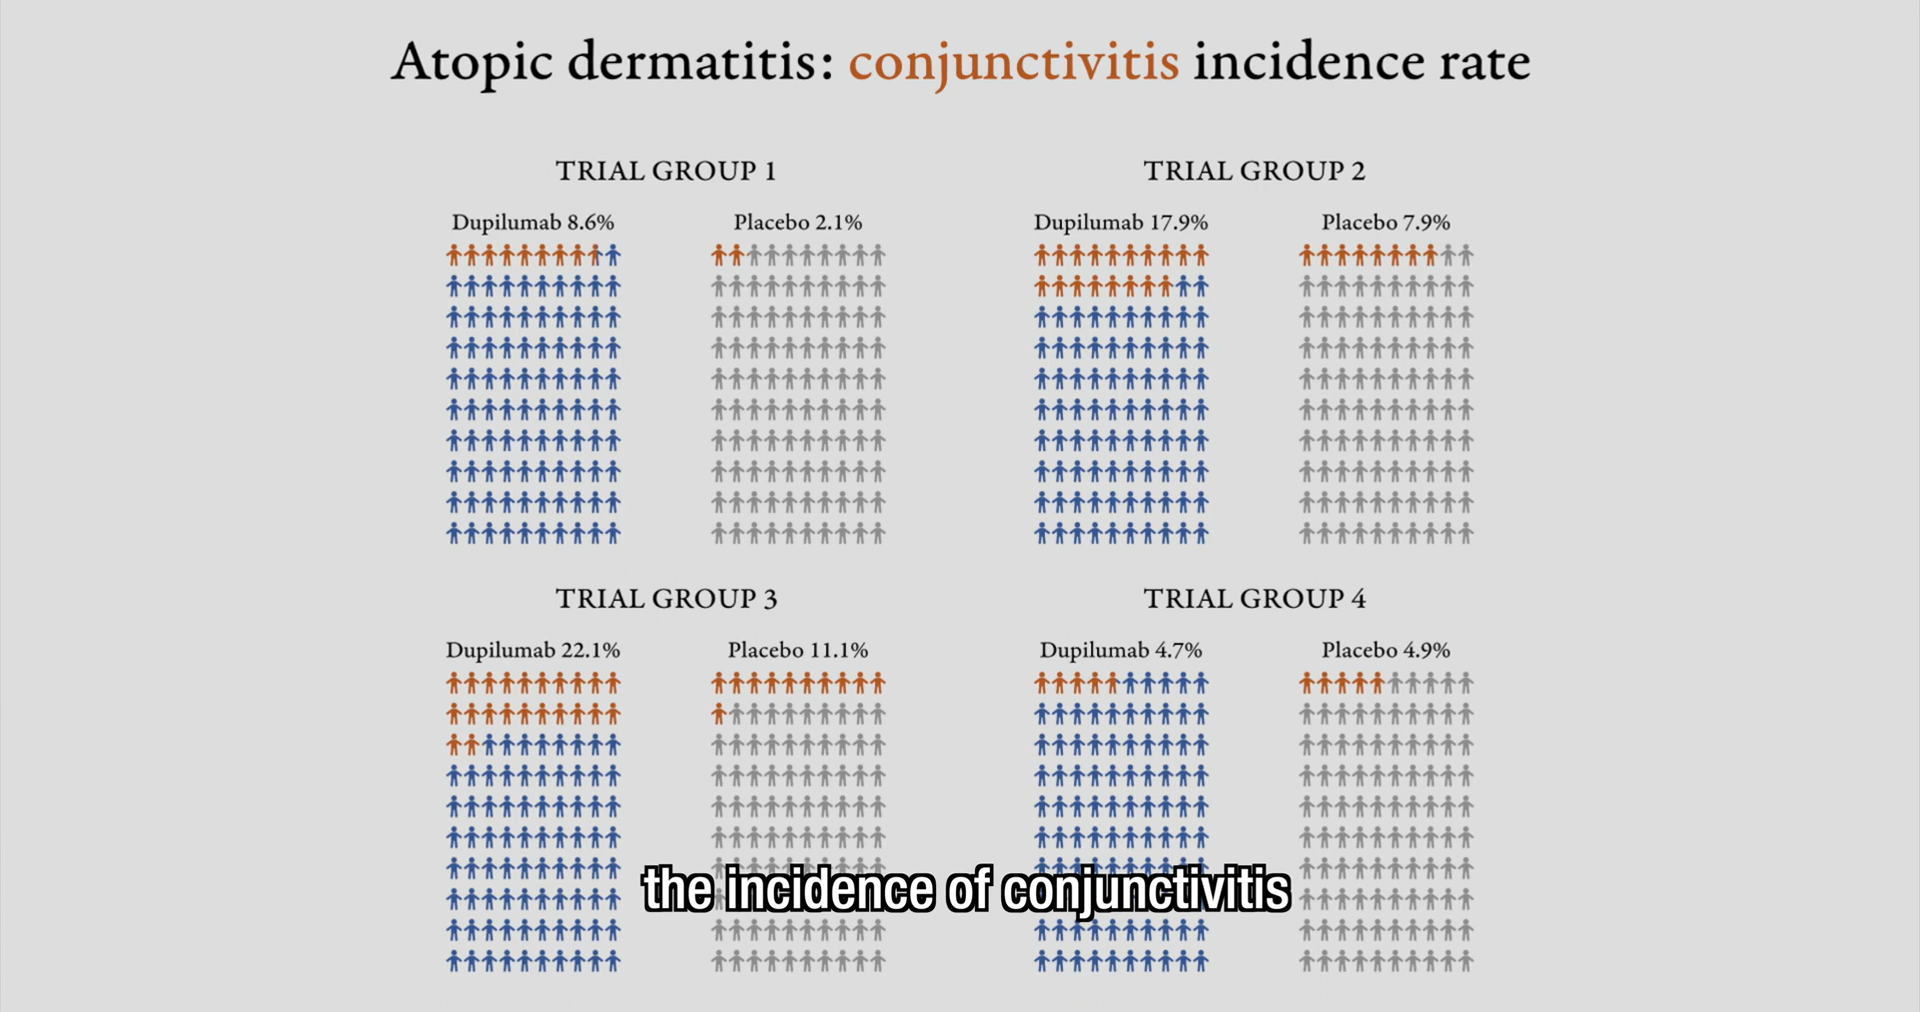 Atopic dermatitis: conjunctivitis incidence rate
TRIAL GROUP 1
Dupilumab 8.6%
Placebo 2.1%
TRIAL GROUP 2
Dupilumab 17.9%
Placebo 7.9%
TRIAL GROUP 3
Dupilumab 22.1%
Placebo 11.1%
TRIAL GROUP 4
Dupilumab 4.7%
Placebo 4.9%
the incidence of conjunctivitis